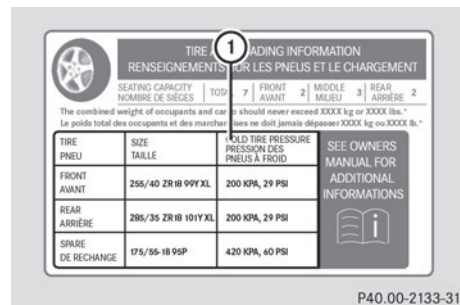 1
TIRE A ADING INFORMATION
RENSEIGNEMENTS SUR LES PNEUS ET LE CHARGEMENT
SEATING CAPACITY
NOMBRE DE SIÈGES
TOTAL 7
FRONT
AVANT 2
MIDDLE
MILIEU 3
REAR
ARRIÈRE 2
The combined weight of occupants and cargo should never exceed XXXX kg or XXXX lb.*
Le poids total des occupants et des marchandises ne doit jamais dépasser XXXX kg ou XXXX lb.*
TIRE
PNEU
SIZE
TAILLE
COLD TIRE PRESSURE
PRESSION DES
PNEUS À FROID
SEE OWNERS
MANUAL FOR
ADDITIONAL
INFORMATIONS
i
FRONT
AVANT
255/40 ZR18 99Y XL
200 KPA, 29 PSI
REAR
ARRIÈRE
285/35 ZR18 101Y XL
200 KPA, 29 PSI
SPARE
DE RECHANGE
175/55-18 95P
420 KPA, 60 PSI
P40.00-2133-31